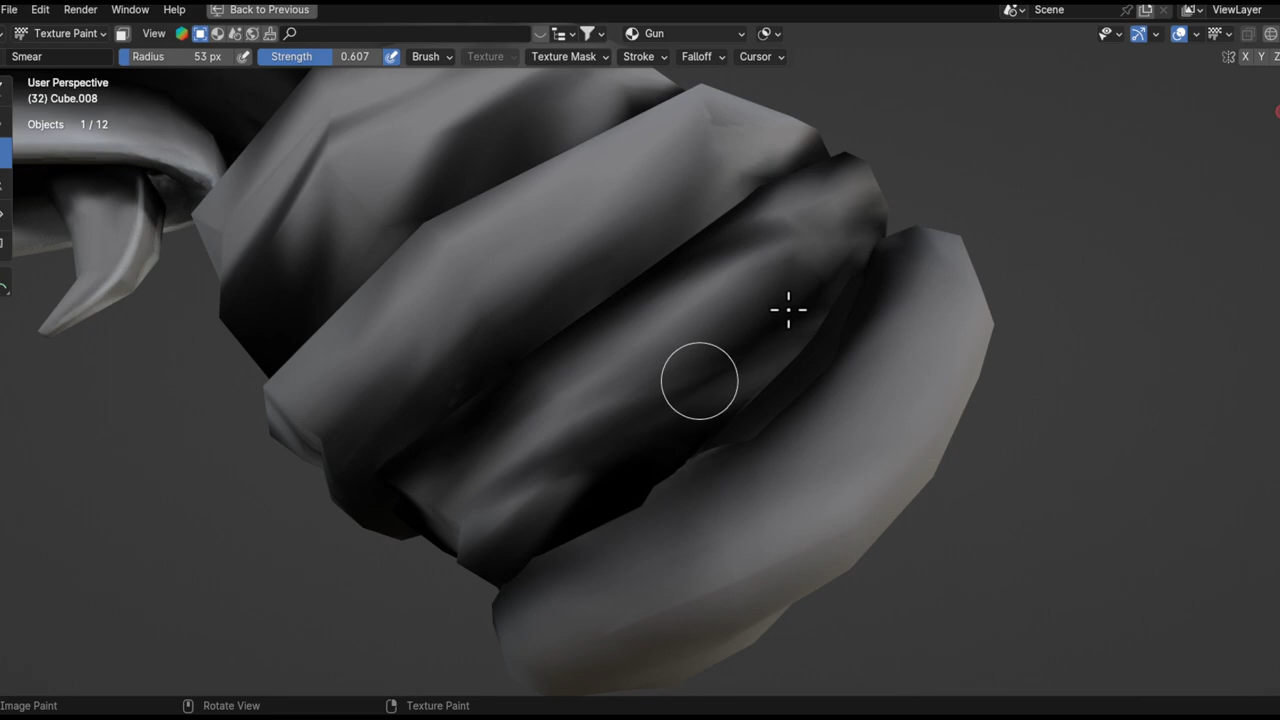 File Edit Render Window Help Back to Previous Scene ViewLayer
Texture Paint View Gun
Smear Radius 53 px Strength 0.607 Brush Texture Texture Mask Stroke Falloff Cursor X Y Z
User Perspective
(32) Cube.008
Objects 1 / 12
Image Paint Rotate View Texture Paint